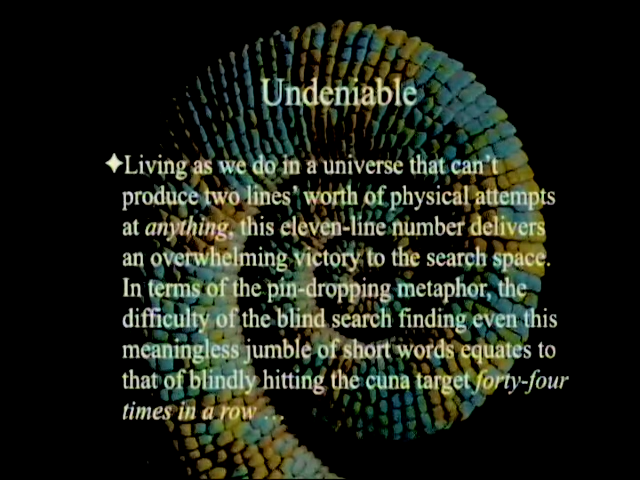 Undeniable
✦Living as we do in a universe that can't
produce two lines' worth of physical attempts
at anything, this eleven-line number delivers
an overwhelming victory to the search space.
In terms of the pin-dropping metaphor, the
difficulty of the blind search finding even this
meaningless jumble of short words equates to
that of blindly hitting the cuna target forty-four
times in a row …